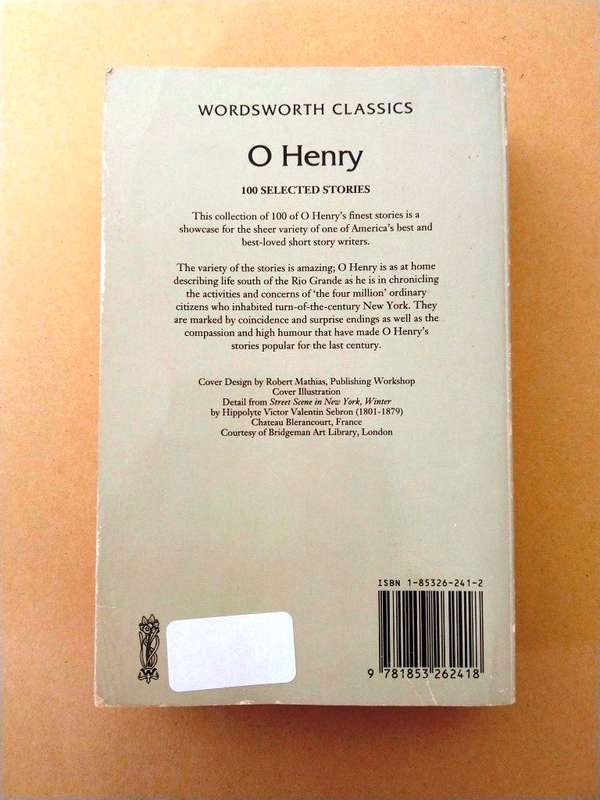 WORDSWORTH CLASSICS
O Henry
100 SELECTED STORIES
This collection of 100 of O Henry's finest stories is a
showcase for the sheer variety of one of America's best and
best-loved short story writers.
The variety of the stories is amazing; O Henry is as at home
describing life south of the Rio Grande as he is in chronicling
the activities and concerns of 'the four million' ordinary
citizens who inhabited turn-of-the-century New York. They
are marked by coincidence and surprise endings as well as the
compassion and high humour that have made O Henry's
stories popular for the last century.
Cover Design by Robert Mathias, Publishing Workshop
Cover Illustration
Detail from Street Scene in New York, Winter
by Hippolyte Victor Valentin Sebron (1801-1879)
Chateau Blerancourt, France
Courtesy of Bridgeman Art Library, London
ISBN 1-85326-241-2
9 781853 262418